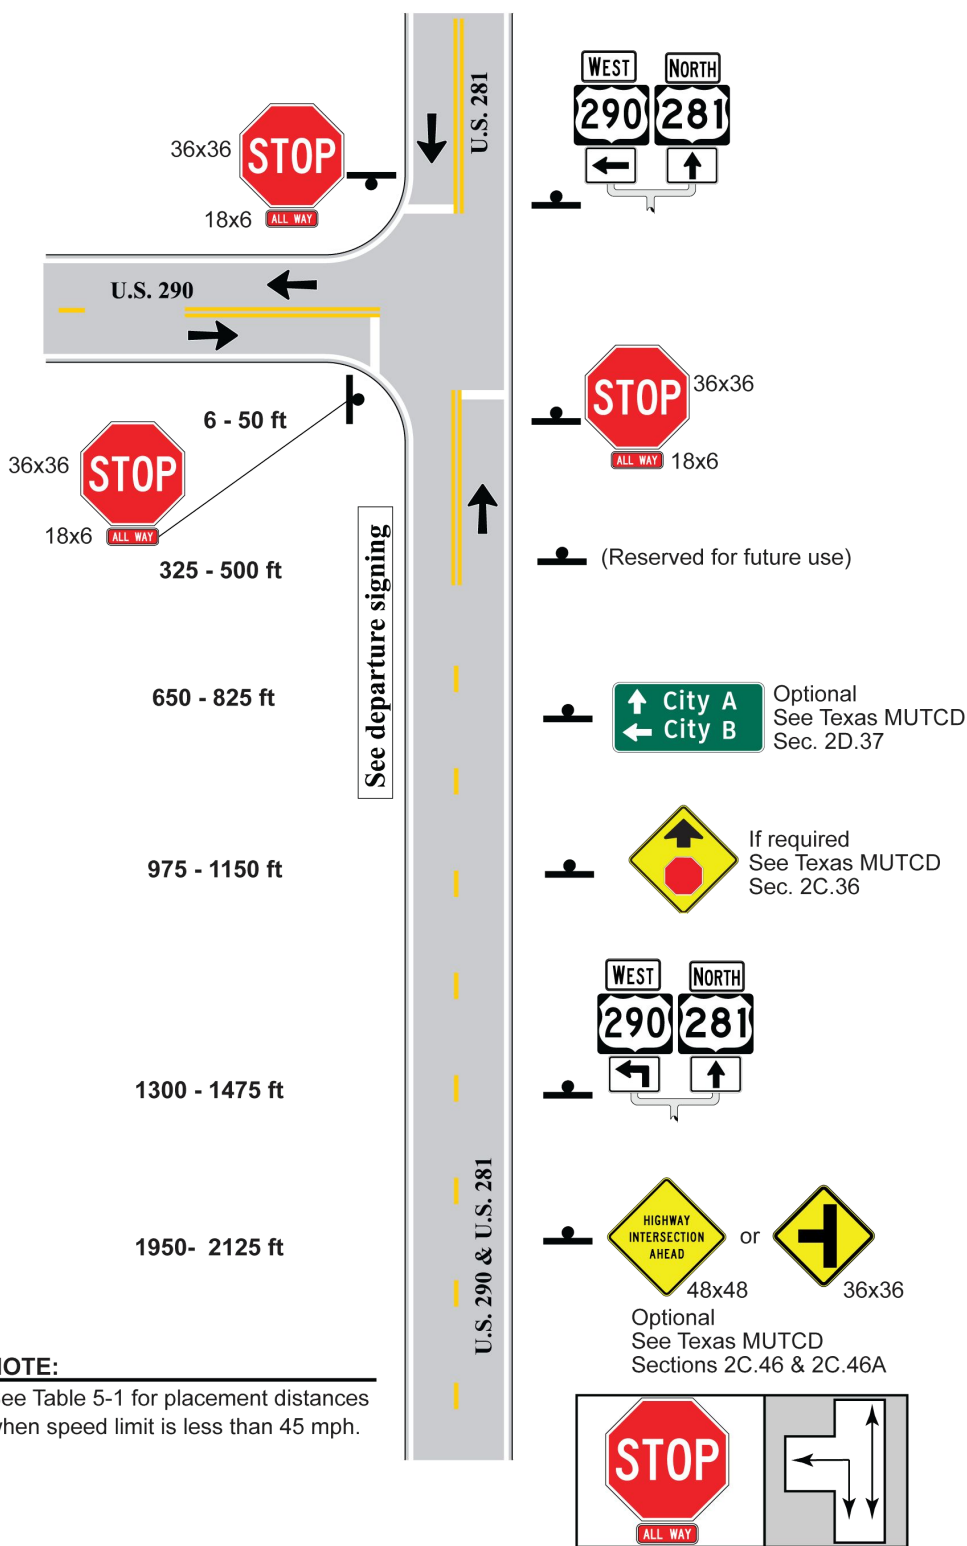 WEST NORTH
290 281
U.S. 281
STOP
36x36
18x6
ALL WAY
U.S. 290
STOP
36x36
ALL WAY
18x6
6 - 50 ft
STOP
36x36
18x6
ALL WAY
325 - 500 ft
(Reserved for future use)
See departure signing
650 - 825 ft
City A
City B
Optional
See Texas MUTCD
Sec. 2D.37
975 - 1150 ft
If required
See Texas MUTCD
Sec. 2C.36
WEST NORTH
290 281
1300 - 1475 ft
U.S. 290 & U.S. 281
1950- 2125 ft
HIGHWAY
INTERSECTION
AHEAD
or
48x48
36x36
Optional
See Texas MUTCD
Sections 2C.46 & 2C.46A
OTE:
ee Table 5-1 for placement distances
when speed limit is less than 45 mph.
STOP
ALL WAY